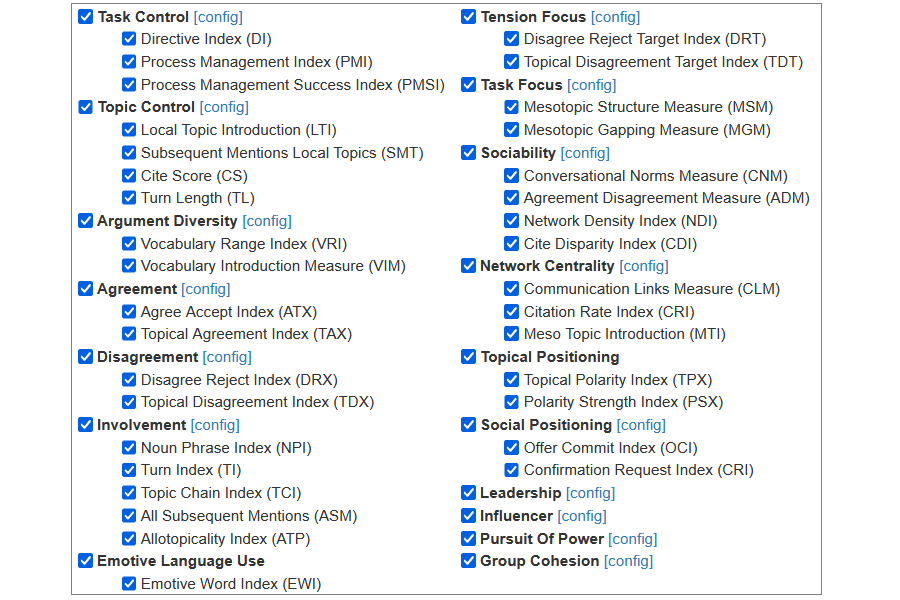 Task Control [config]
Directive Index (DI)
Process Management Index (PMI)
Process Management Success Index (PMSI)
Topic Control [config]
Local Topic Introduction (LTI)
Subsequent Mentions Local Topics (SMT)
Cite Score (CS)
Turn Length (TL)
Argument Diversity [config]
Vocabulary Range Index (VRI)
Vocabulary Introduction Measure (VIM)
Agreement [config]
Agree Accept Index (ATX)
Topical Agreement Index (TAX)
Disagreement [config]
Disagree Reject Index (DRX)
Topical Disagreement Index (TDX)
Involvement [config]
Noun Phrase Index (NPI)
Turn Index (TI)
Topic Chain Index (TCI)
All Subsequent Mentions (ASM)
Allotopicality Index (ATP)
Emotive Language Use
Emotive Word Index (EWI)
Tension Focus [config]
Disagree Reject Target Index (DRT)
Topical Disagreement Target Index (TDT)
Task Focus [config]
Mesotopic Structure Measure (MSM)
Mesotopic Gapping Measure (MGM)
Sociability [config]
Conversational Norms Measure (CNM)
Agreement Disagreement Measure (ADM)
Network Density Index (NDI)
Cite Disparity Index (CDI)
Network Centrality [config]
Communication Links Measure (CLM)
Citation Rate Index (CRI)
Meso Topic Introduction (MTI)
Topical Positioning
Topical Polarity Index (TPX)
Polarity Strength Index (PSX)
Social Positioning [config]
Offer Commit Index (OCI)
Confirmation Request Index (CRI)
Leadership [config]
Influencer [config]
Pursuit Of Power [config]
Group Cohesion [config]